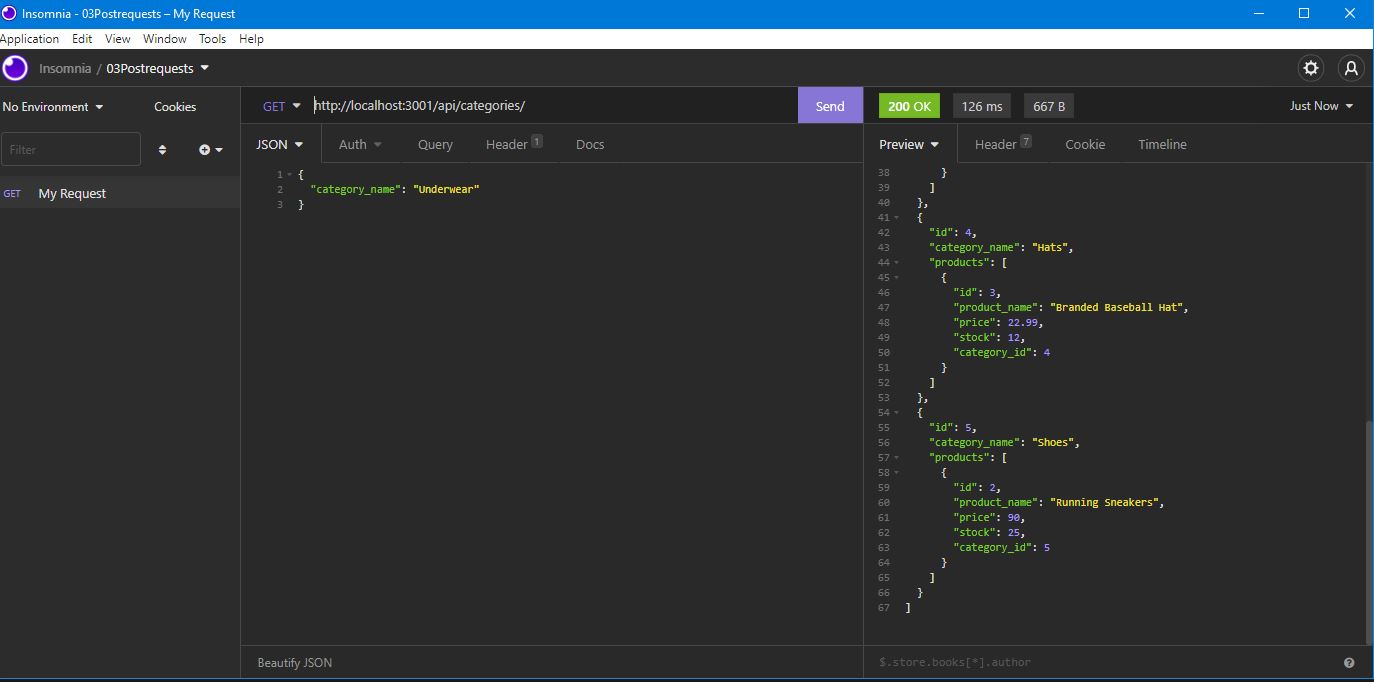 Insomnia - 03Postrequests – My Request
Application Edit View Window Tools Help
Insomnia / 03Postrequests
No Environment Cookies
Filter
GET My Request
GET http://localhost:3001/api/categories/ Send
JSON Auth Query Header 1 Docs
1 {
2 "category_name": "Underwear"
3 }
Beautify JSON
200 OK 126 ms 667 B Just Now
Preview Header 7 Cookie Timeline
38 }
39 ]
40 },
41 {
42 "id": 4,
43 "category_name": "Hats",
44 "products": [
45 {
46 "id": 3,
47 "product_name": "Branded Baseball Hat",
48 "price": 22.99,
49 "stock": 12,
50 "category_id": 4
51 }
52 ]
53 },
54 {
55 "id": 5,
56 "category_name": "Shoes",
57 "products": [
58 {
59 "id": 2,
60 "product_name": "Running Sneakers",
61 "price": 90,
62 "stock": 25,
63 "category_id": 5
64 }
65 ]
66 }
67 ]
$.store.books[*].author